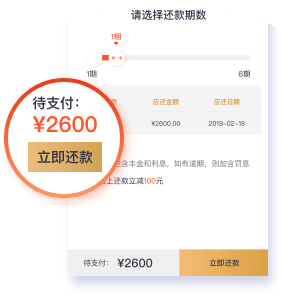 请选择还款期数
1期
1期 8期
数 应还金额 应还日期
¥2600.00 2019-02-18
待支付：
¥2600
立即还款
含本金和利息，如有逾期，则加含罚息
上还款立减100元
待支付： ¥2600 立即还款